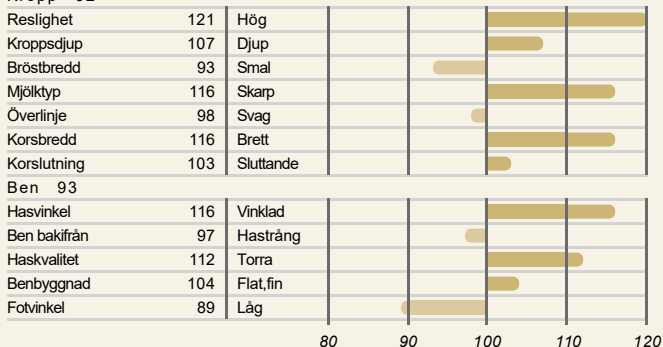 Reslighet 121 Hög
Kroppsdjup 107 Djup
Bröstbredd 93 Smal
Mjölktyp 116 Skarp
Överlinje 98 Svag
Korsbredd 116 Brett
Korslutning 103 Sluttande
Ben 93
Hasvinkel 116 Vinklad
Ben bakifrån 97 Hastrång
Haskvalitet 112 Torra
Benbyggnad 104 Flat,fin
Fotvinkel 89 Låg
80 90 100 110 120